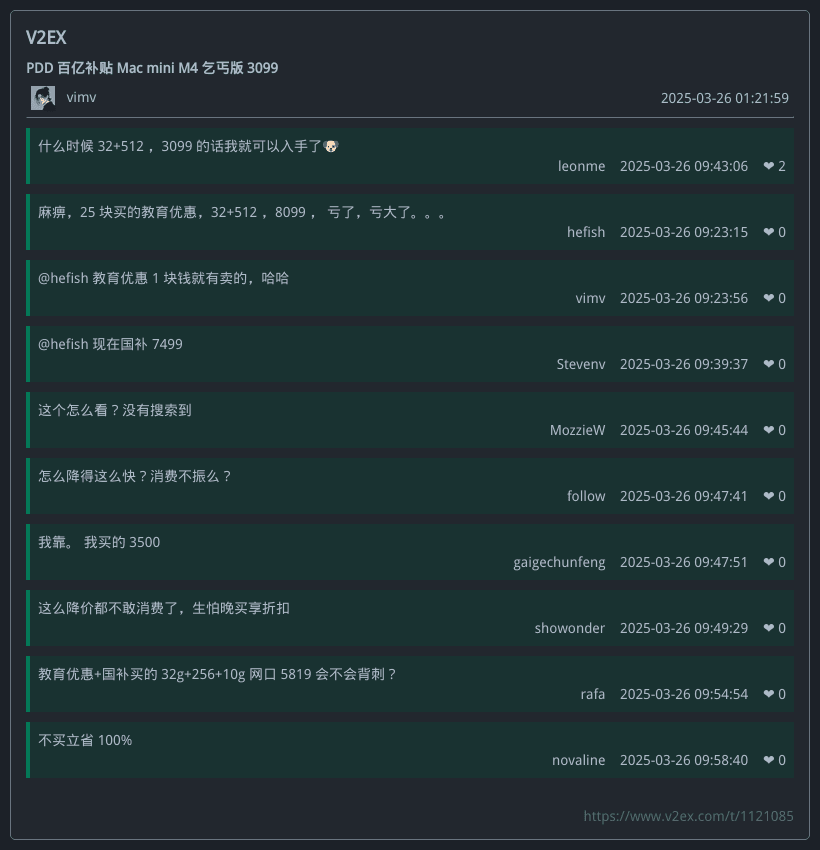 V2EX
PDD 百亿补贴 Mac mini M4 乞丐版 3099
vimv 2025-03-26 01:21:59
什么时候 32+512 ，3099 的话我就可以入手了🐶
leonme 2025-03-26 09:43:06 ❤ 2
麻痹，25 块买的教育优惠，32+512 ，8099 ， 亏了，亏大了。。。
hefish 2025-03-26 09:23:15 ❤ 0
@hefish 教育优惠 1 块钱就有卖的，哈哈
vimv 2025-03-26 09:23:56 ❤ 0
@hefish 现在国补 7499
Stevenv 2025-03-26 09:39:37 ❤ 0
这个怎么看？没有搜索到
MozzieW 2025-03-26 09:45:44 ❤ 0
怎么降得这么快？消费不振么？
follow 2025-03-26 09:47:41 ❤ 0
我靠。 我买的 3500
gaigechunfeng 2025-03-26 09:47:51 ❤ 0
这么降价都不敢消费了，生怕晚买享折扣
showonder 2025-03-26 09:49:29 ❤ 0
教育优惠+国补买的 32g+256+10g 网口 5819 会不会背刺？
rafa 2025-03-26 09:54:54 ❤ 0
不买立省 100%
novaline 2025-03-26 09:58:40 ❤ 0
https://www.v2ex.com/t/1121085